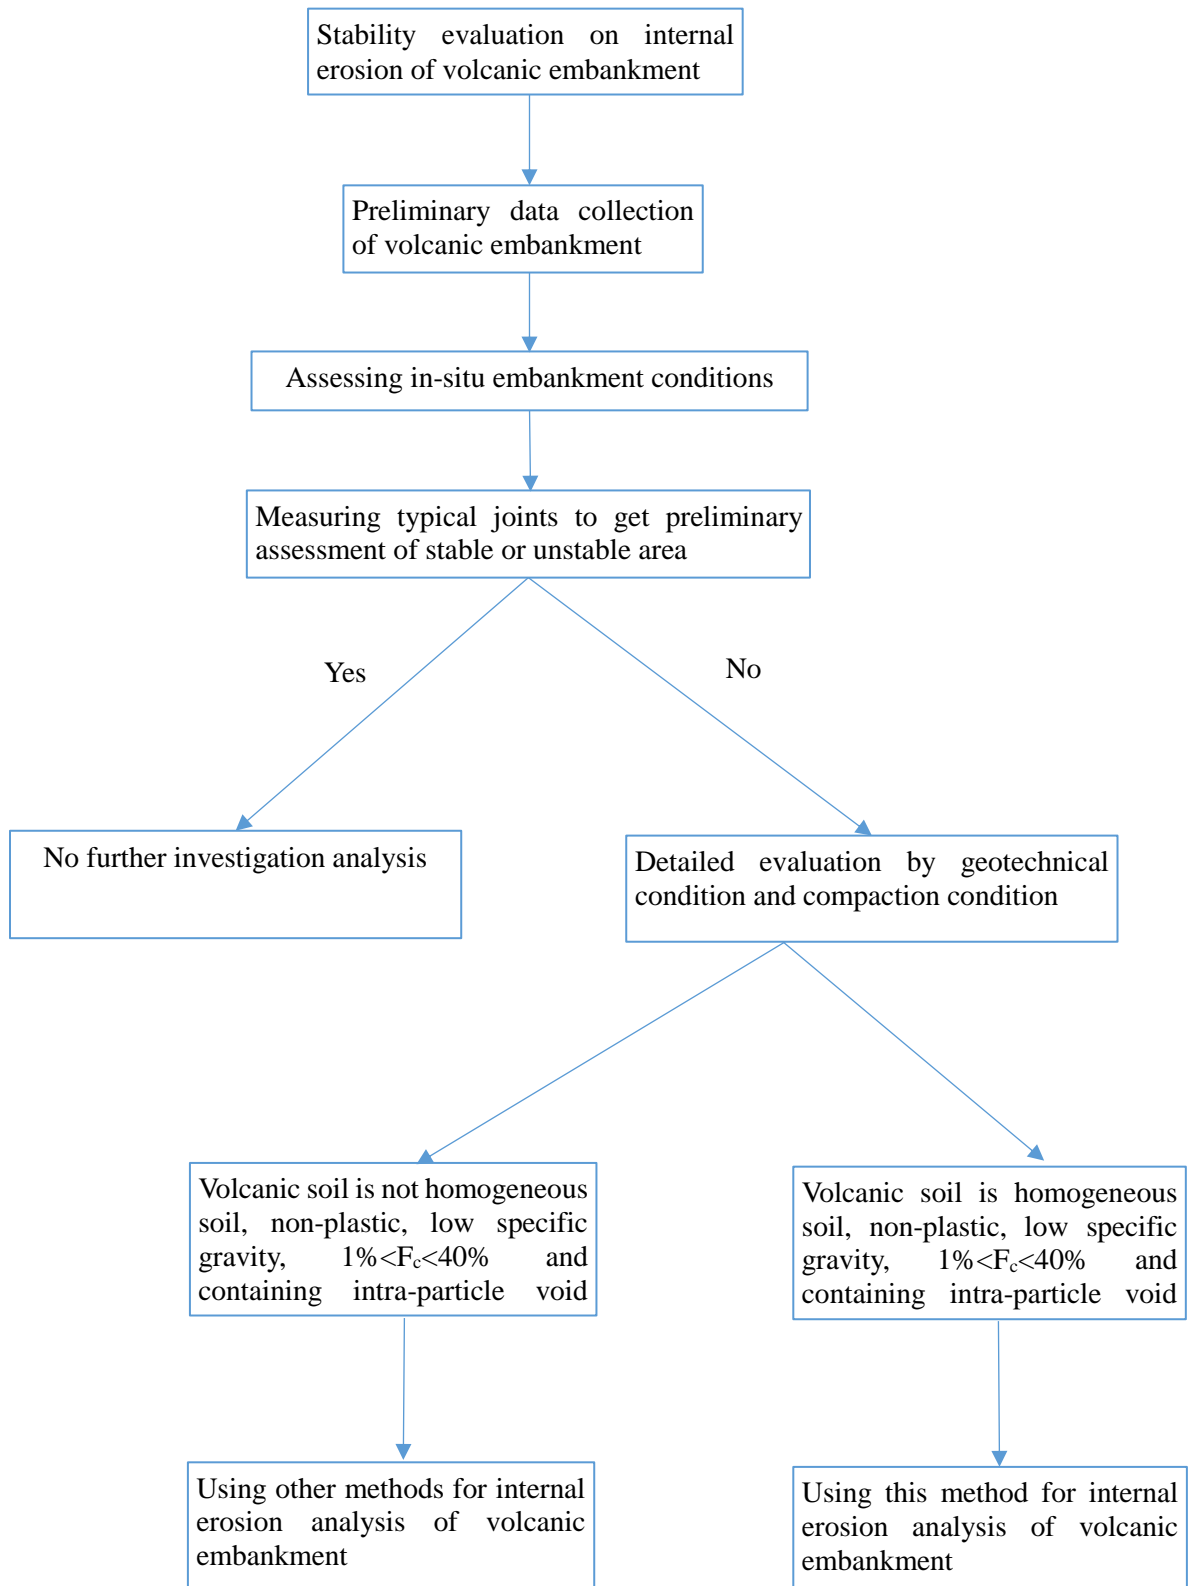 Stability evaluation on internal
erosion of volcanic embankment
Preliminary data collection
of volcanic embankment
Assessing in-situ embankment conditions
Measuring typical joints to get preliminary
assessment of stable or unstable area
Yes
No
No further investigation analysis
Detailed evaluation by geotechnical
condition and compaction condition
Volcanic soil is not homogeneous
soil, non-plastic, low specific
gravity, 1%<Fc<40% and
containing intra-particle void
Volcanic soil is homogeneous
soil, non-plastic, low specific
gravity, 1%<Fc<40% and
containing intra-particle void
Using other methods for internal
erosion analysis of volcanic
embankment
Using this method for internal
erosion analysis of volcanic
embankment